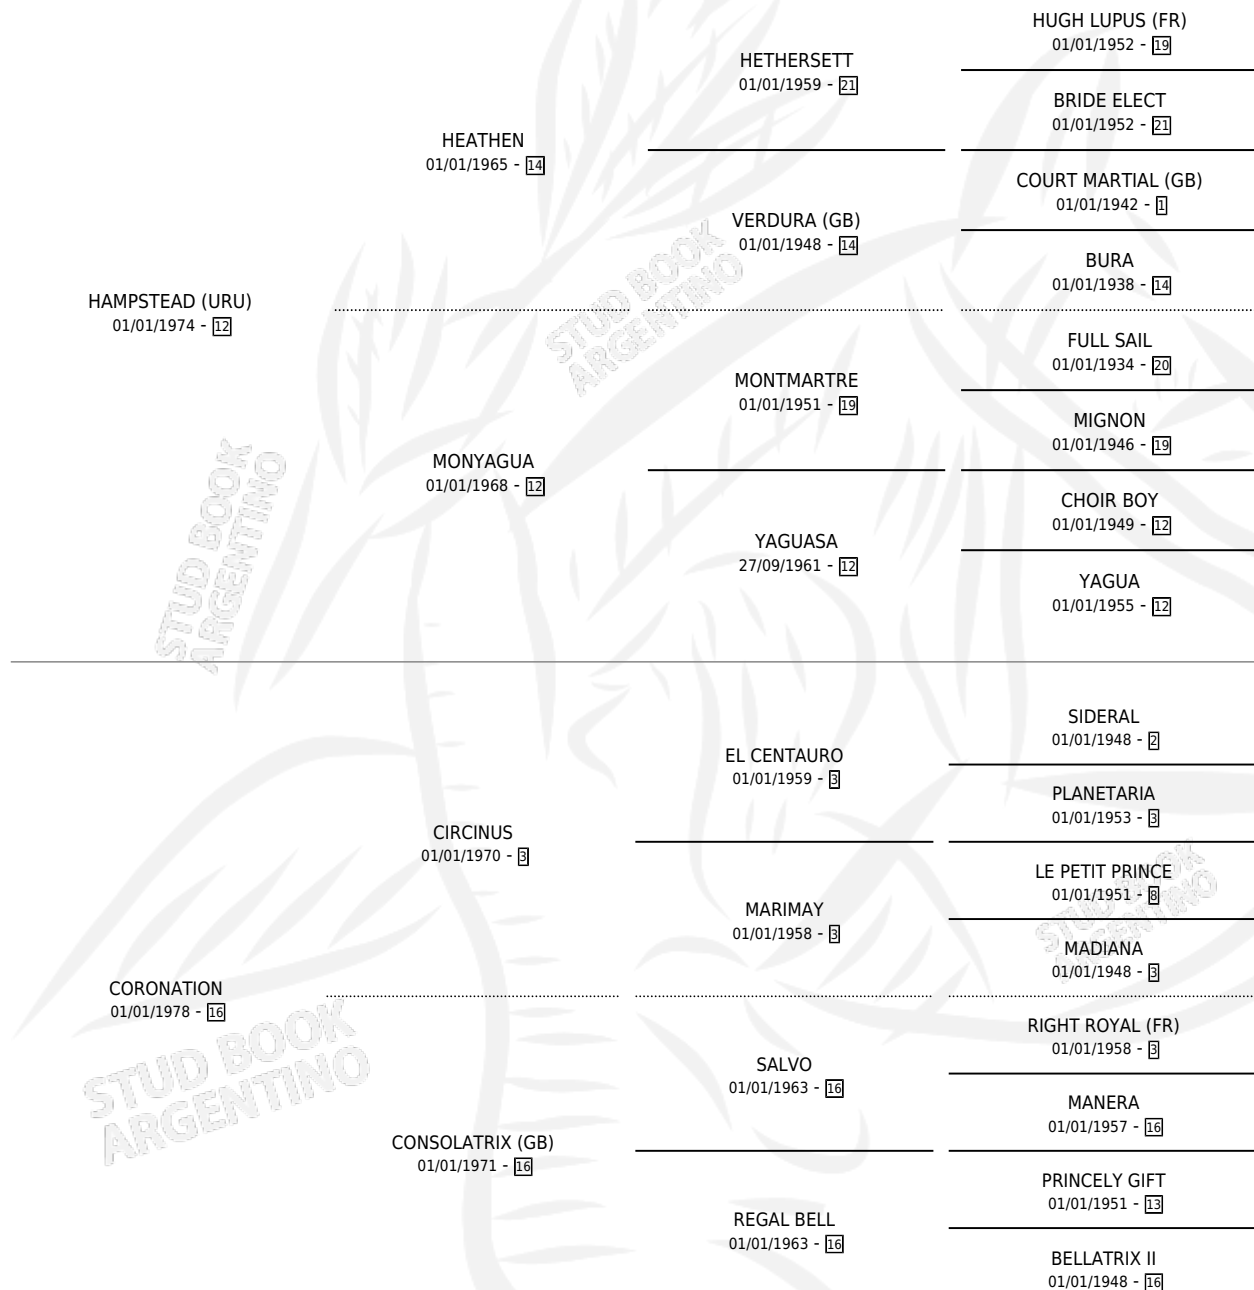 HUGH LUPUS (FR)
01/01/1952 - 19
HETHERSETT
01/01/1959 - 21
BRIDE ELECT
01/01/1952 - 21
HEATHEN
01/01/1965 - 14
COURT MARTIAL (GB)
01/01/1942 - 1
VERDURA (GB)
01/01/1948 - 14
BURA
01/01/1938 - 14
HAMPSTEAD (URU)
01/01/1974 - 12
FULL SAIL
01/01/1934 - 20
MONTMARTRE
01/01/1951 - 19
MIGNON
01/01/1946 - 19
MONYAGUA
01/01/1968 - 12
CHOIR BOY
01/01/1949 - 12
YAGUASA
27/09/1961 - 12
YAGUA
01/01/1955 - 12
SIDERAL
01/01/1948 - 2
EL CENTAURO
01/01/1959 - 3
PLANETARIA
01/01/1953 - 3
CIRCINUS
01/01/1970 - 3
LE PETIT PRINCE
01/01/1951 - 8
MARIMAY
01/01/1958 - 3
MADIANA
01/01/1948 - 3
CORONATION
01/01/1978 - 16
RIGHT ROYAL (FR)
01/01/1958 - 3
SALVO
01/01/1963 - 16
MANERA
01/01/1957 - 16
CONSOLATRIX (GB)
01/01/1971 - 16
PRINCELY GIFT
01/01/1951 - 13
REGAL BELL
01/01/1963 - 16
BELLATRIX II
01/01/1948 - 16
STUD BOOK
ARGENTINO
STUD BOOK
ARGENTINO
STUD BOOK
ARGENTINO
STUD BOOK
ARGENTINO